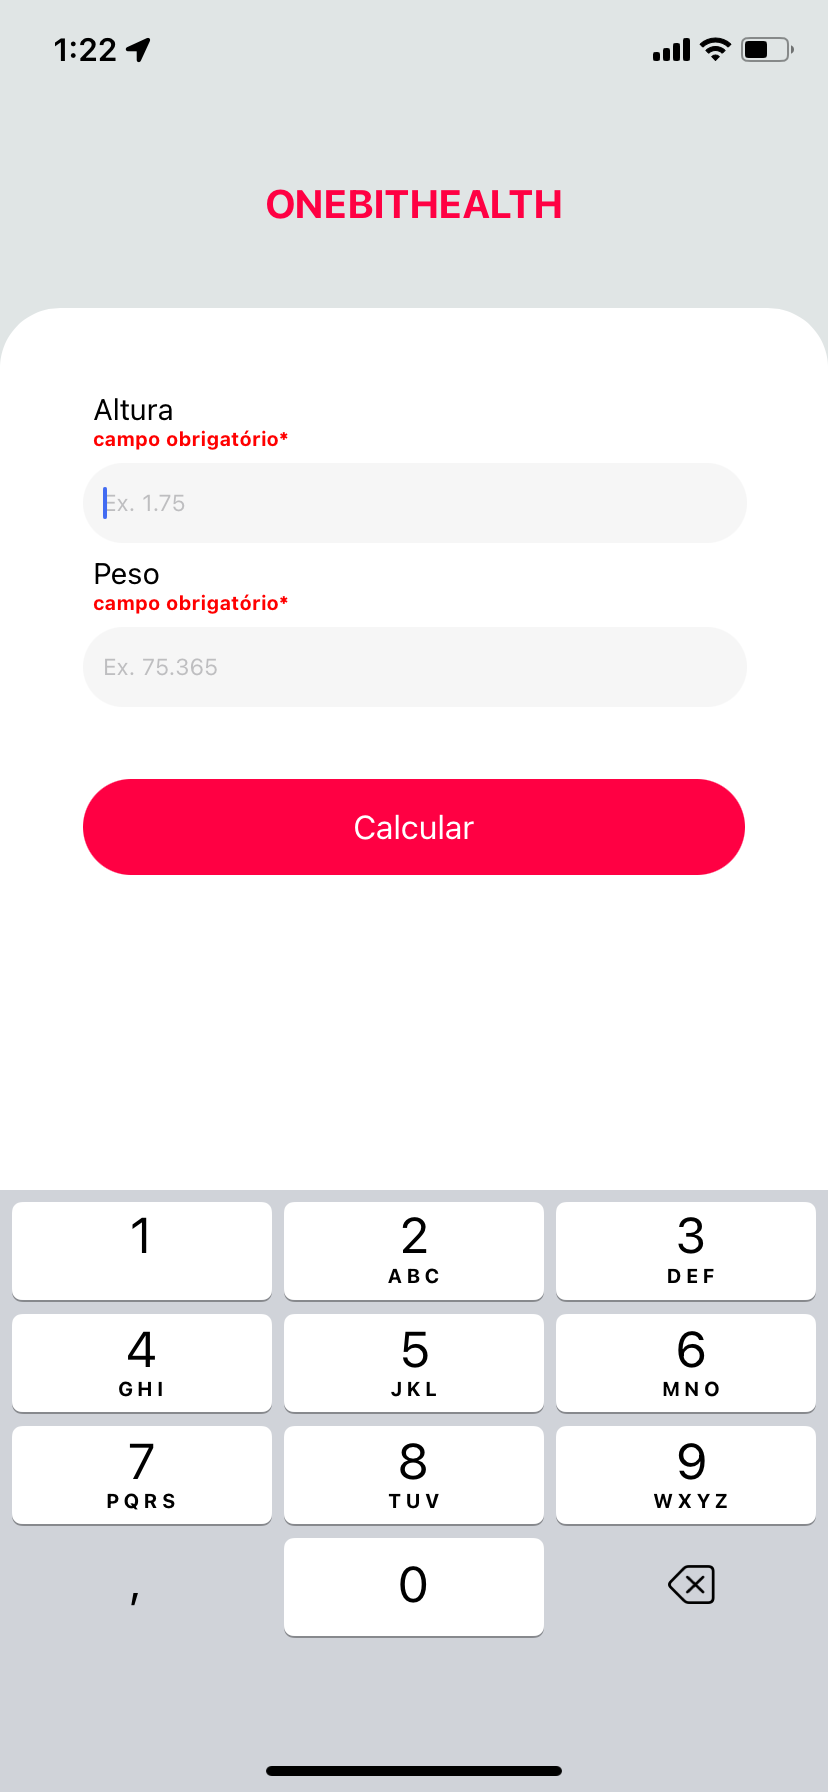 1:22
ONEBITHEALTH
Altura
campo obrigatório*
Ex. 1.75
Peso
campo obrigatório*
Ex. 75.365
Calcular
1 2 3
ABC DEF
4 5 6
GHI JKL MNO
7 8 9
PQRS TUV WXYZ
, 0